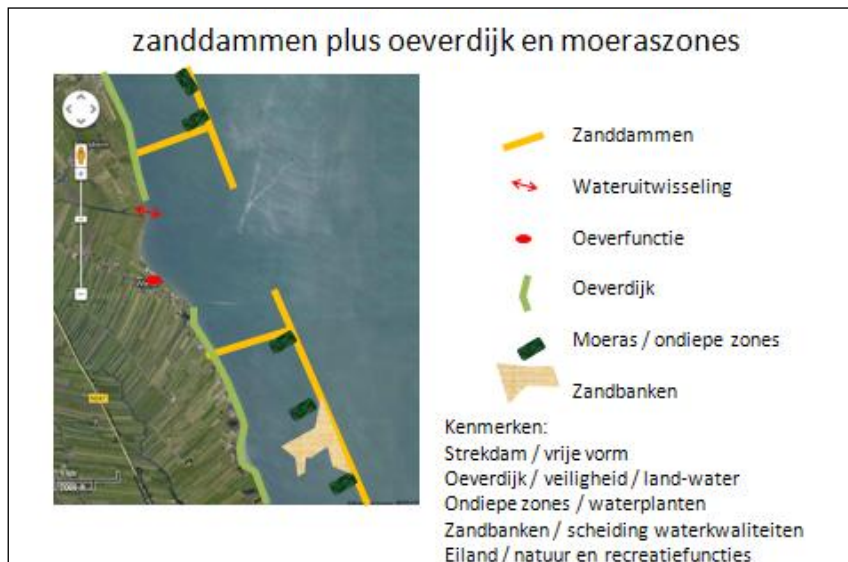 zanddammen plus oeverdijk en moeraszones
Zanddammen
Wateruitwisseling
Oeverfunctie
Oeverdijk
Moeras / ondiepe zones
Zandbanken
Kenmerken:
Strekdam / vrije vorm
Oeverdijk / veiligheid / land-water
Ondiepe zones / waterplanten
Zandbanken / scheiding waterkwaliteiten
Eiland / natuur en recreatiefuncties